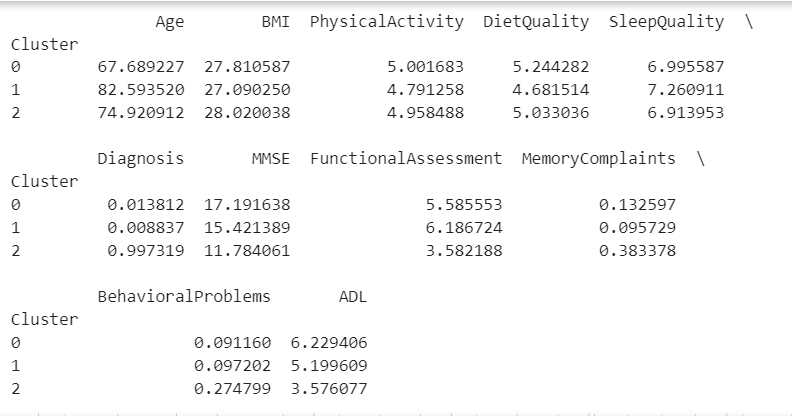 Age BMI PhysicalActivity DietQuality SleepQuality \
Cluster
0 67.689227 27.810587 5.001683 5.244282 6.995587
1 82.593520 27.090250 4.791258 4.681514 7.260911
2 74.920912 28.020038 4.958488 5.033036 6.913953
Diagnosis MMSE FunctionalAssessment MemoryComplaints \
Cluster
0 0.013812 17.191638 5.585553 0.132597
1 0.008837 15.421389 6.186724 0.095729
2 0.997319 11.784061 3.582188 0.383378
BehavioralProblems ADL
Cluster
0 0.091160 6.229406
1 0.097202 5.199609
2 0.274799 3.576077